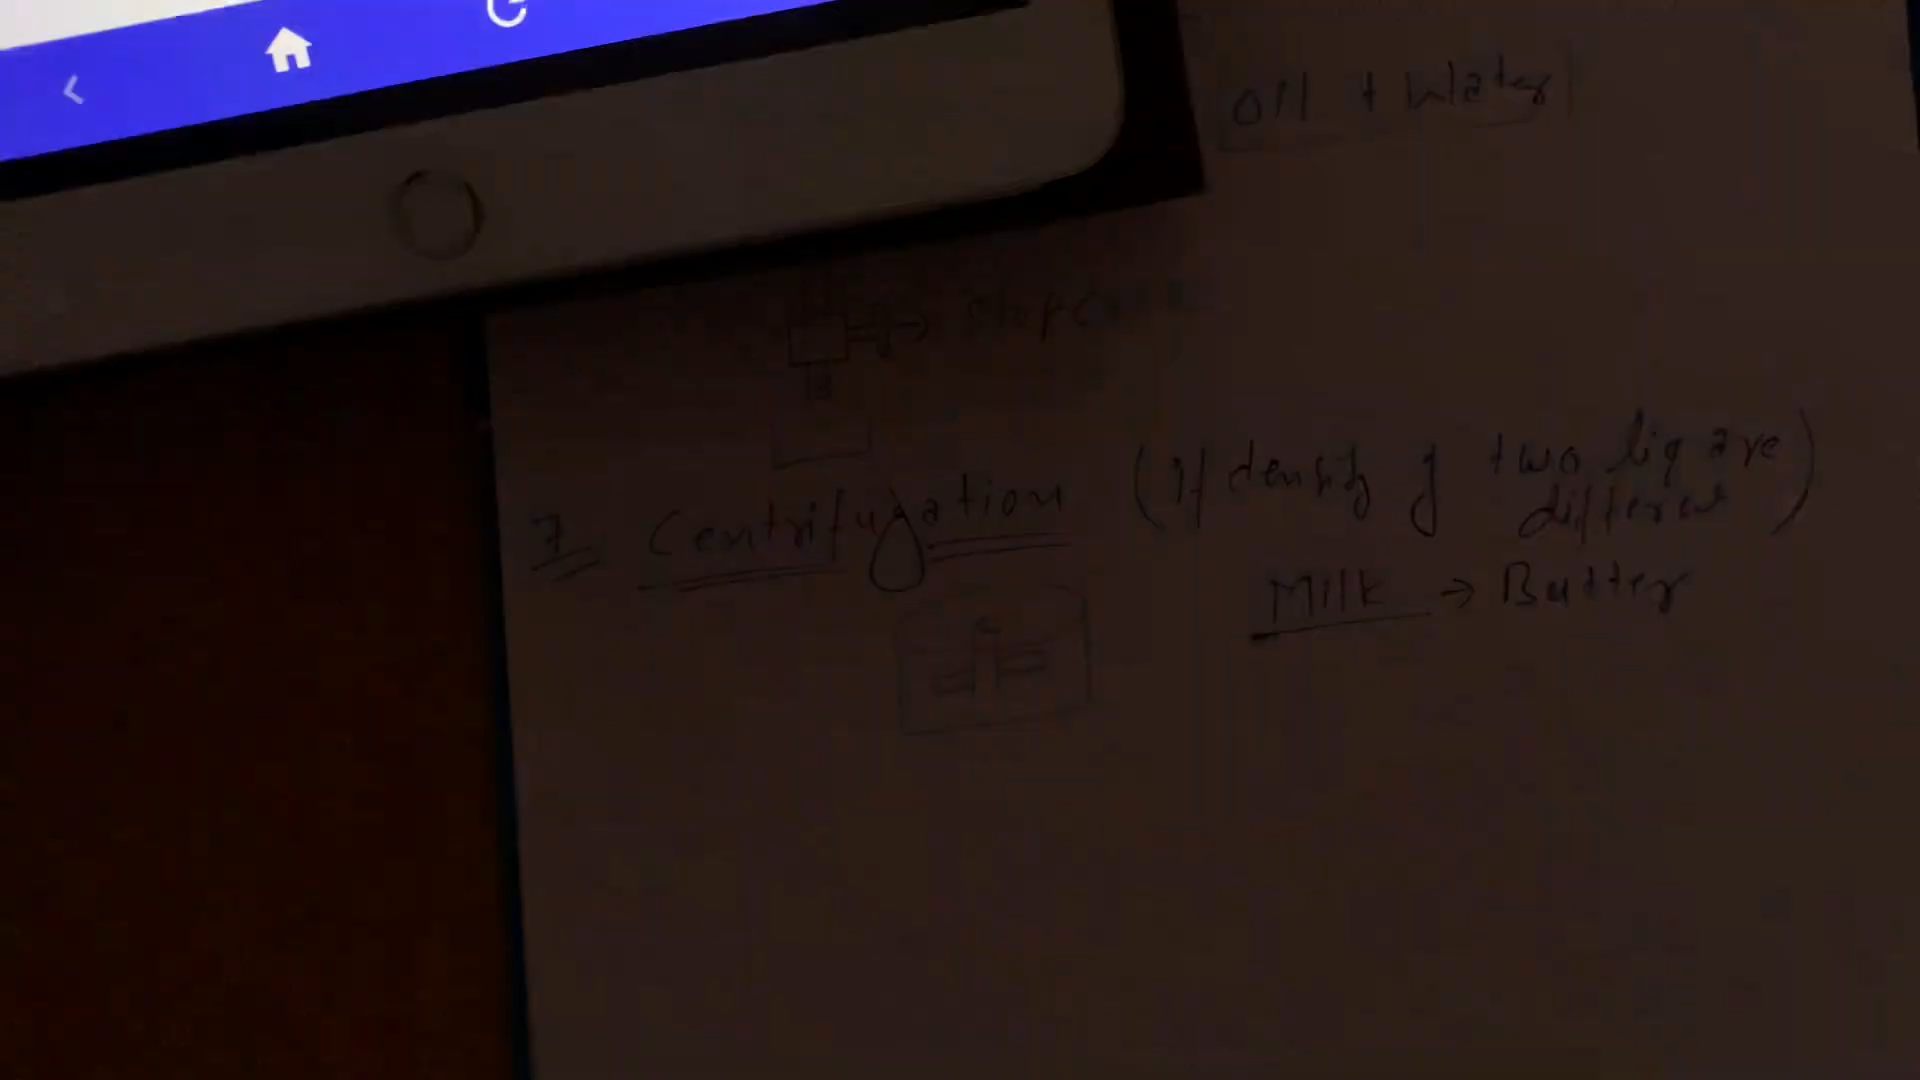 Oil + Water
7. Centrifugation (If density of two liq are
different)
Milk → Butter